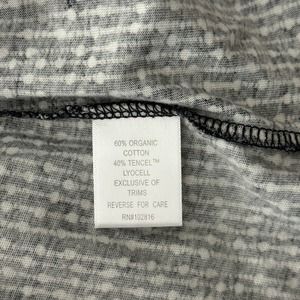 60% ORGANIC
COTTON
40% TENCEL™
LYOCELL
EXCLUSIVE OF
TRIMS
REVERSE FOR CARE
RN#102816